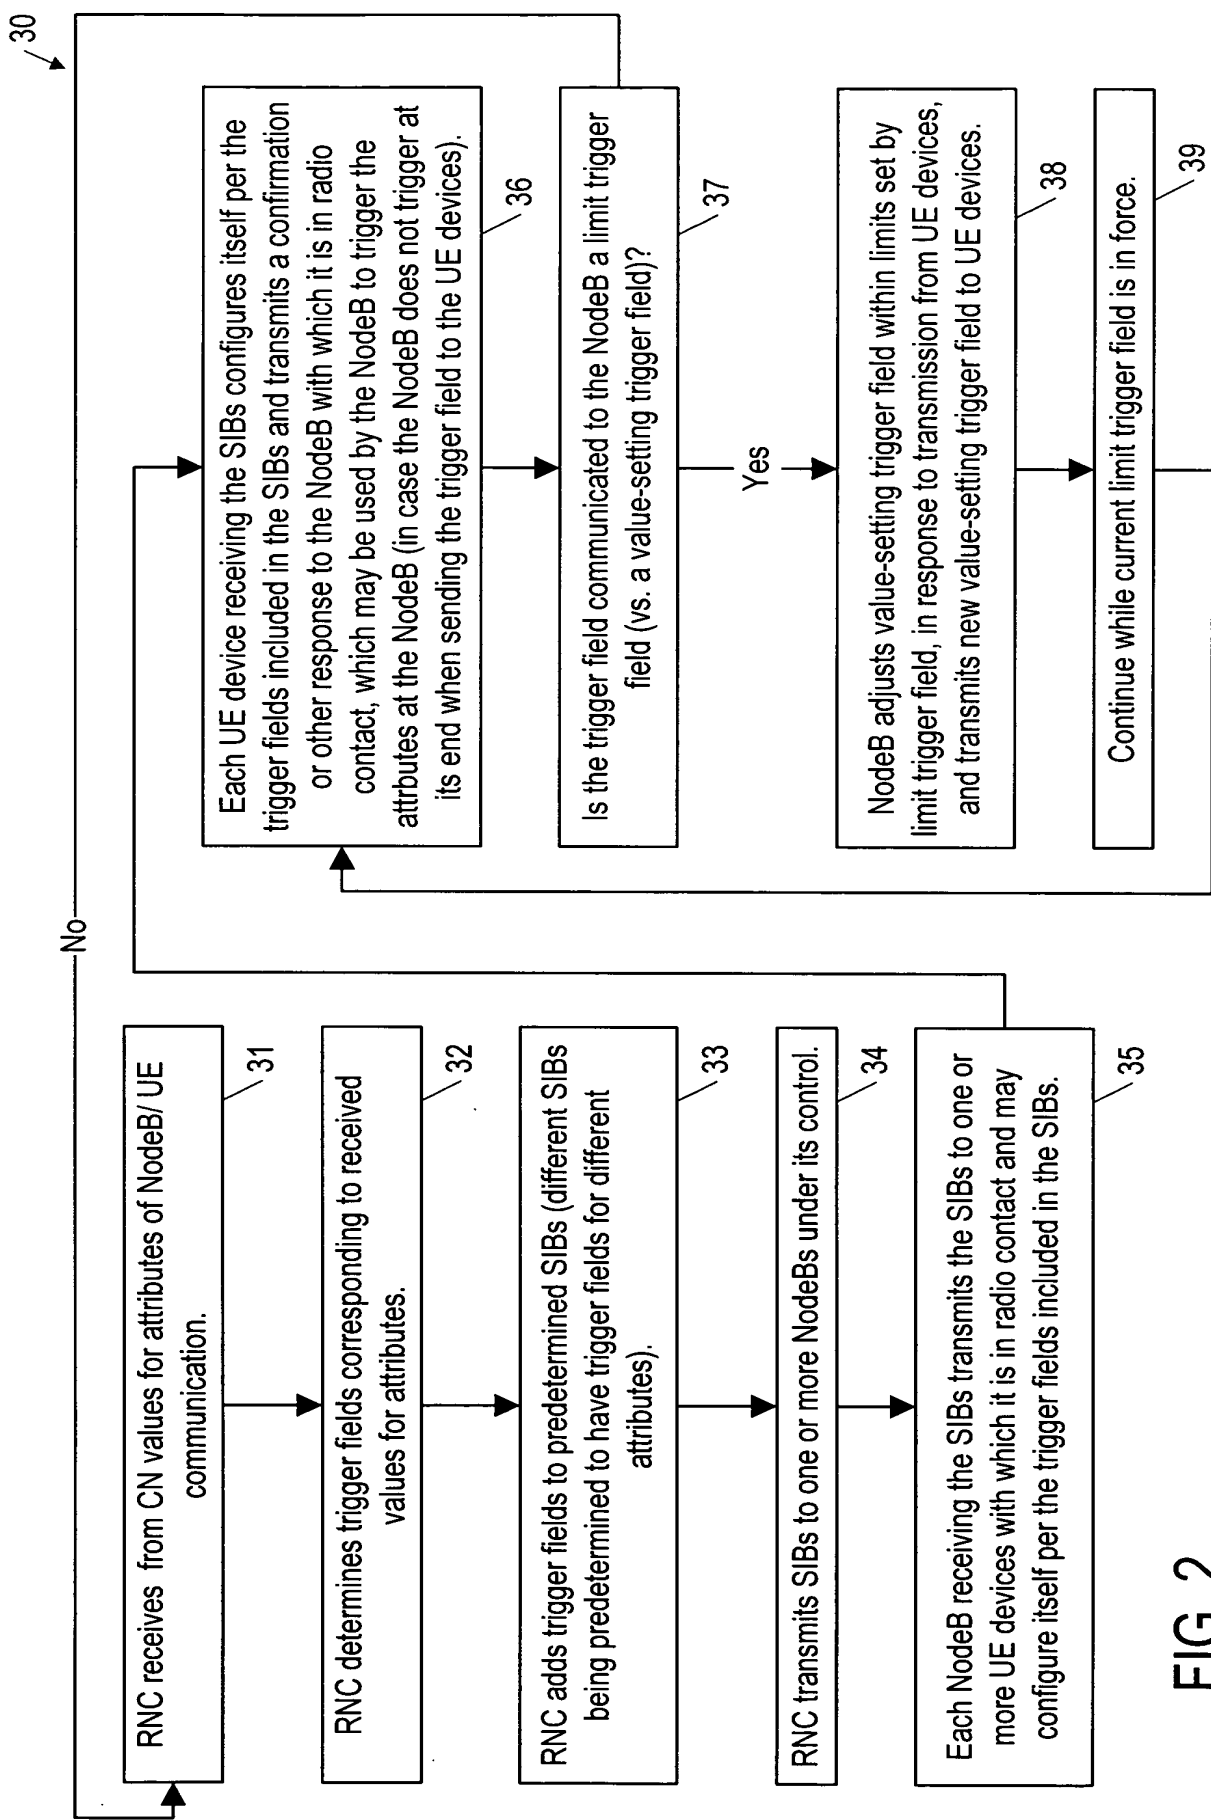 30
No
RNC receives from CN values for attributes of NodeB/ UE
communication.
31
RNC determines trigger fields corresponding to received
values for attributes.
32
RNC adds trigger fields to predetermined SIBs (different SIBs
being predetermined to have trigger fields for different
attributes).
33
RNC transmits SIBs to one or more NodeBs under its control.
34
Each NodeB receiving the SIBs transmits the SIBs to one or
more UE devices with which it is in radio contact and may
configure itself per the trigger fields included in the SIBs.
35
Each UE device receiving the SIBs configures itself per the
trigger fields included in the SIBs and transmits a confirmation
or other response to the NodeB with which it is in radio
contact, which may be used by the NodeB to trigger the
attrbutes at the NodeB (in case the NodeB does not trigger at
its end when sending the trigger field to the UE devices).
36
Is the trigger field communicated to the NodeB a limit trigger
field (vs. a value-setting trigger field)?
37
Yes
NodeB adjusts value-setting trigger field within limits set by
limit trigger field, in response to transmission from UE devices,
and transmits new value-setting trigger field to UE devices.
38
Continue while current limit trigger field is in force.
39
FIG. 2